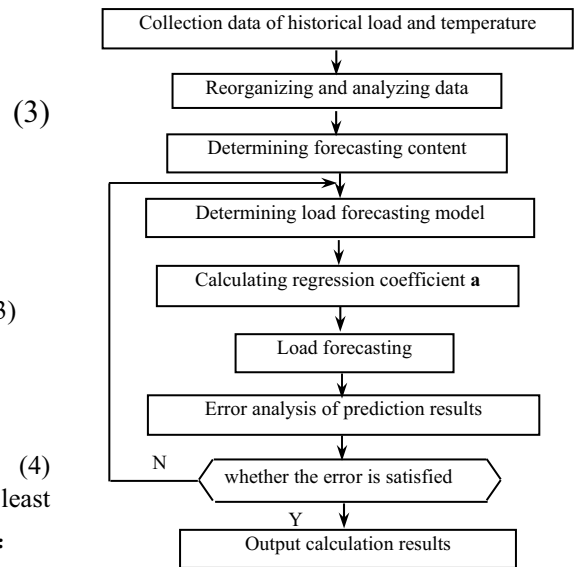 Collection data of historical load and temperature
Reorganizing and analyzing data
(3)
Determining forecasting content
Determining load forecasting model
Calculating regression coefficient a
3)
Load forecasting
Error analysis of prediction results
N
(4)
whether the error is satisfied
least
Y
:
Output calculation results